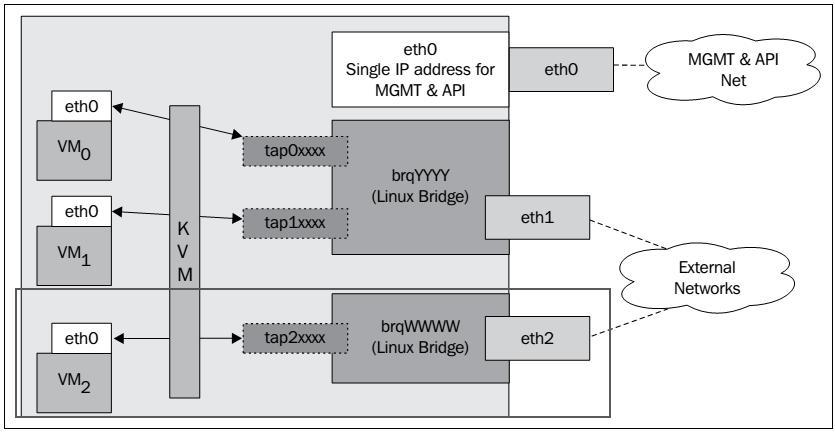 eth0
Single IP address for
MGMT & API
eth0
MGMT & API
Net
eth0
VM0
tap0xxxx
brqYYYY
(Linux Bridge)
eth0
VM1
tap1xxxx
eth1
K
V
M
External
Networks
eth0
VM2
tap2xxxx
brqWWWW
(Linux Bridge)
eth2